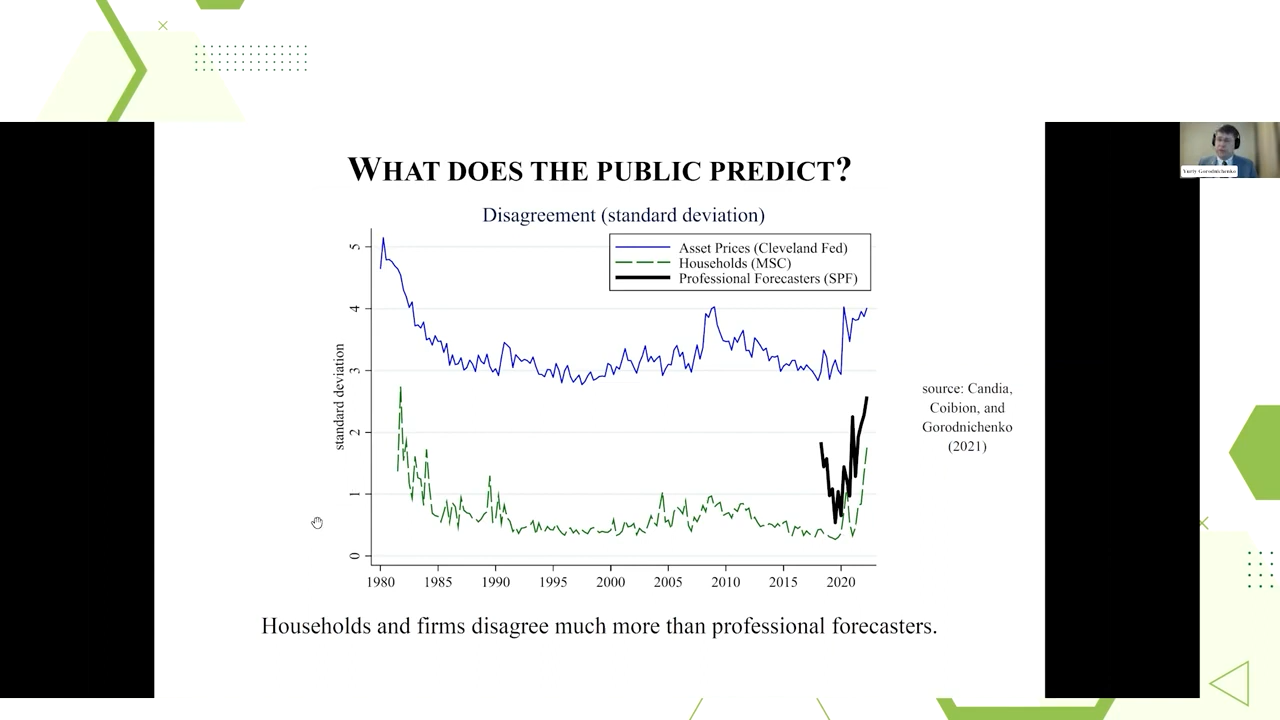 WHAT DOES THE PUBLIC PREDICT?
Yuriy Gorodnichenko
Disagreement (standard deviation)
Asset Prices (Cleveland Fed)
Households (MSC)
Professional Forecasters (SPF)
standard deviation
5
4
3
2
1
0
1980 1985 1990 1995 2000 2005 2010 2015 2020
source: Candia,
Coibion, and
Gorodnichenko
(2021)
Households and firms disagree much more than professional forecasters.